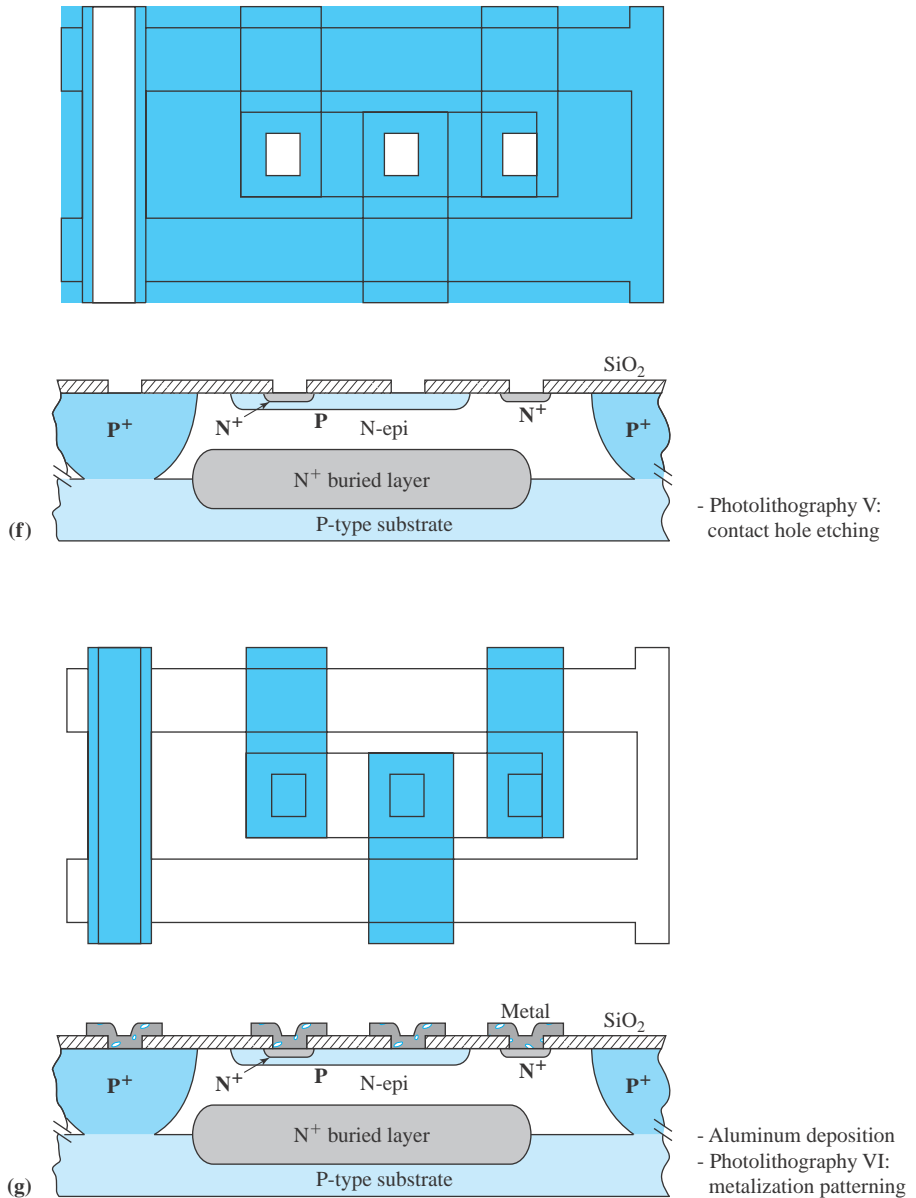 SiO₂
P⁺
N⁺
P
N-epi
N⁺
P⁺
N⁺ buried layer
P-type substrate
(f)
- Photolithography V:
contact hole etching
Metal
SiO₂
P⁺
N⁺
P
N-epi
N⁺
P⁺
N⁺ buried layer
P-type substrate
(g)
- Aluminum deposition
- Photolithography VI:
metalization patterning